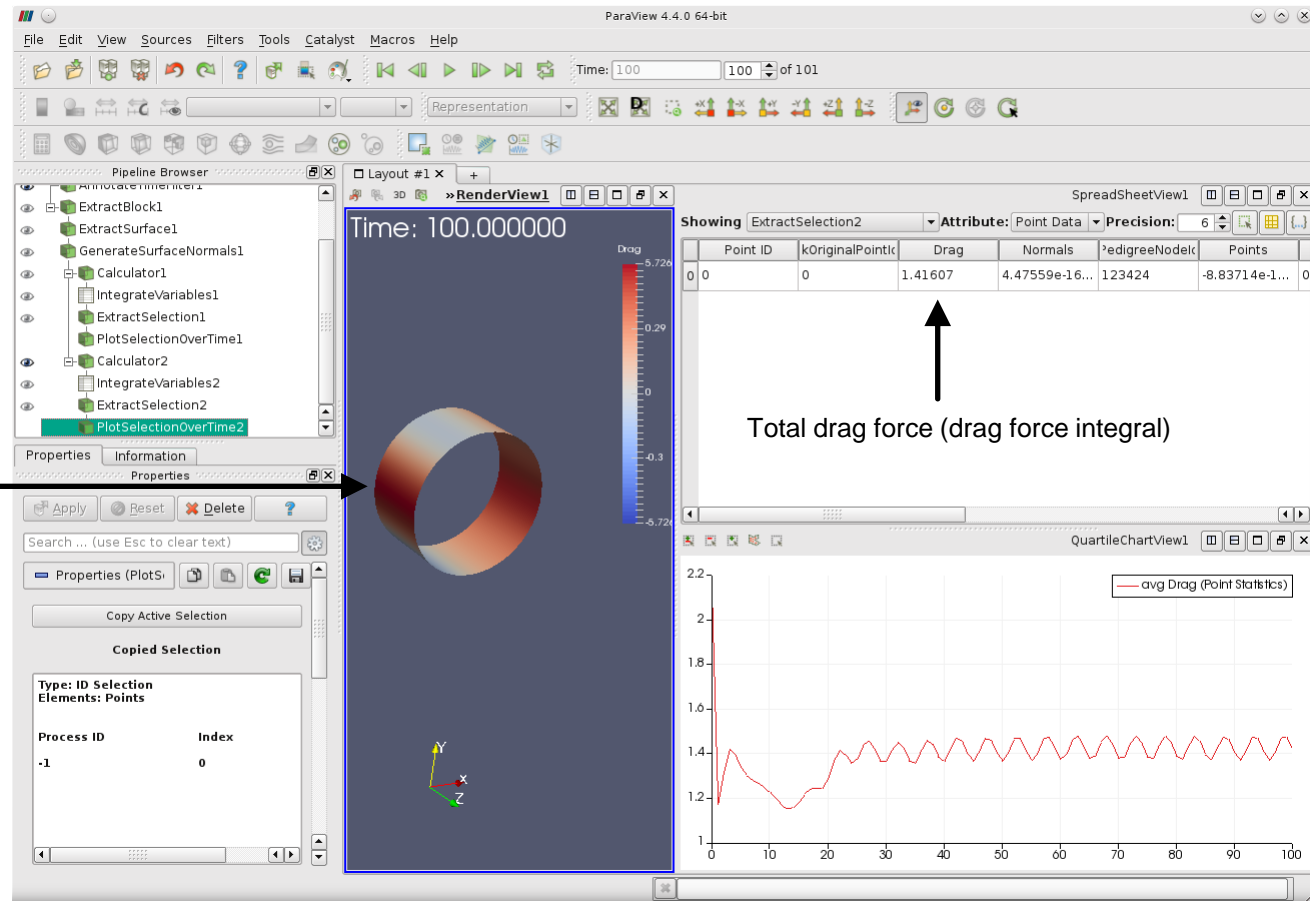 ParaView 4.4.0 64-bit
File Edit View Sources Filters Tools Catalyst Macros Help
Time: 100 100 of 101
Representation
Pipeline Browser
AnnotateTimeFilter1
ExtractBlock1
ExtractSurface1
GenerateSurfaceNormals1
Calculator1
IntegrateVariables1
ExtractSelection1
PlotSelectionOverTime1
Calculator2
IntegrateVariables2
ExtractSelection2
PlotSelectionOverTime2
Properties Information
Properties
Apply Reset Delete ?
Search ... (use Esc to clear text)
Properties (PlotS
Copy Active Selection
Copied Selection
Type: ID Selection
Elements: Points
Process ID Index
-1 0
Layout #1 +
3D »RenderView1
Time: 100.000000
Drag
5.726
0.29
0
-0.3
-5.726
Y
X
Z
SpreadSheetView1
Showing ExtractSelection2 Attribute: Point Data Precision: 6 {...}
Point ID kOriginalPointIc Drag Normals PedigreeNodeIc Points
0 0 0 1.41607 4.47559e-16... 123424 -8.83714e-1... 0
Total drag force (drag force integral)
QuartileChartView1
avg Drag (Point Statistics)
2.2
2
1.8
1.6
1.4
1.2
1
0 10 20 30 40 50 60 70 80 90 100